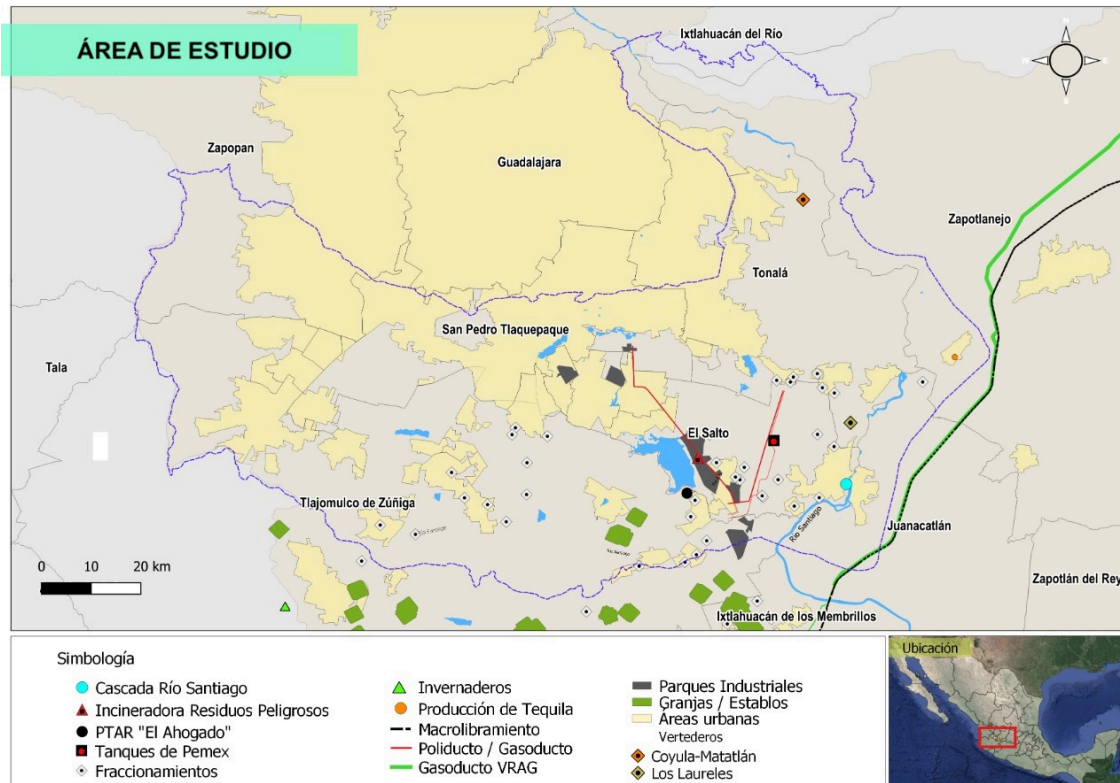 ÁREA DE ESTUDIO
Ixtlahuacán del Río
N
W
E
S
Zapopan
Guadalajara
Zapotlanejo
Tonalá
San Pedro Tlaquepaque
Tala
El Salto
Tlajomulco de Zúñiga
Río Santiago
Juanacatlán
0 10 20 km
Zapotlán del Rey
Ixtlahuacán de los Membrillos
Simbología
Cascada Río Santiago
Incineradora Residuos Peligrosos
PTAR "El Ahogado"
Tanques de Pemex
Fraccionamientos
Invernaderos
Producción de Tequila
Macrolibramiento
Poliducto / Gasoducto
Gasoducto VRAG
Parques Industriales
Granjas / Establos
Áreas urbanas
Vertederos
Coyula-Matatlán
Los Laureles
Ubicación